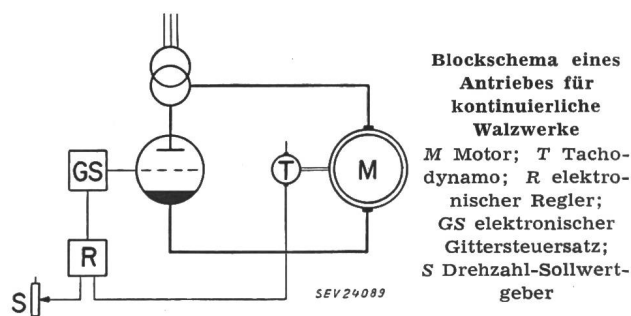 GS
R
S
T
M
SEV24089
Blockschema eines
Antriebes für
kontinuierliche
Walzwerke
M Motor; T Tacho-
dynamo; R elektro-
nischer Regler;
GS elektronischer
Gittersteuersatz;
S Drehzahl-Sollwert-
geber